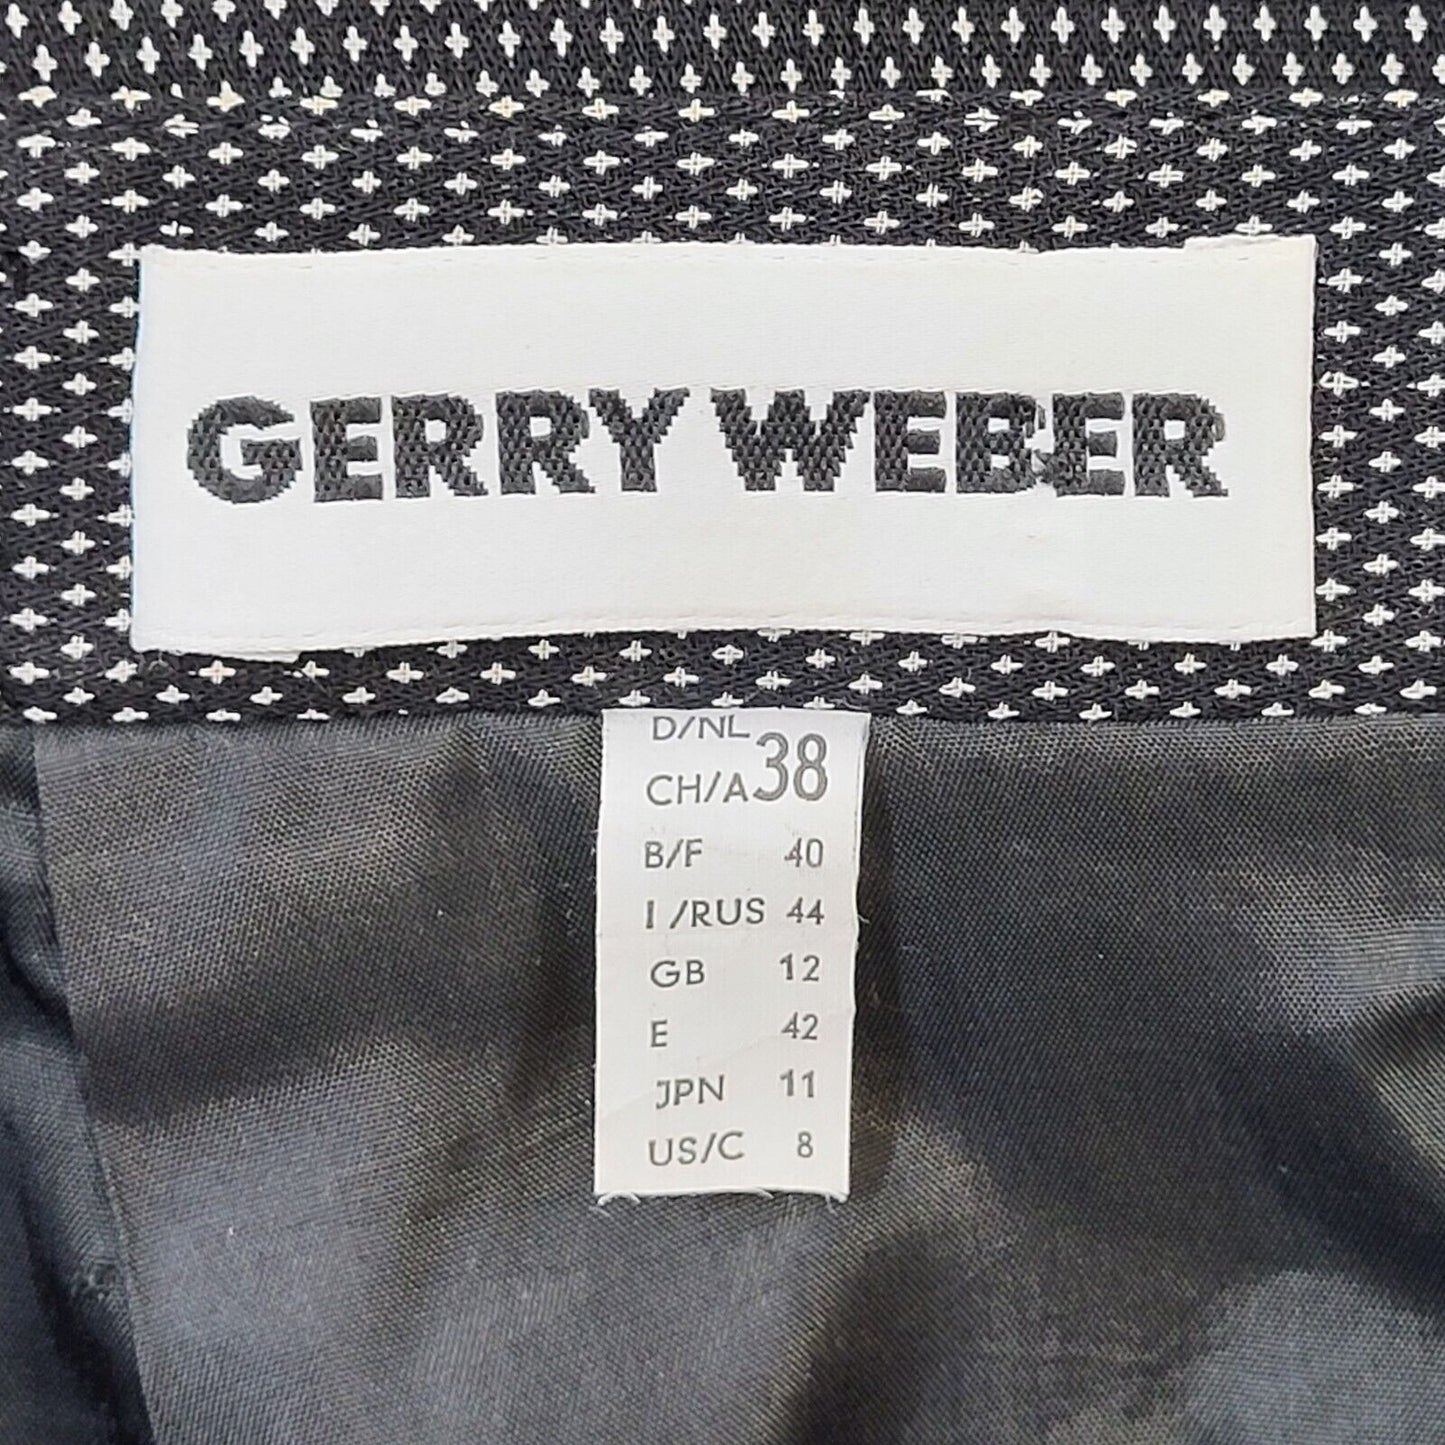 GERRY WEBER
D/NL
CH/A 38
B/F 40
I /RUS 44
GB 12
E 42
JPN 11
US/C 8